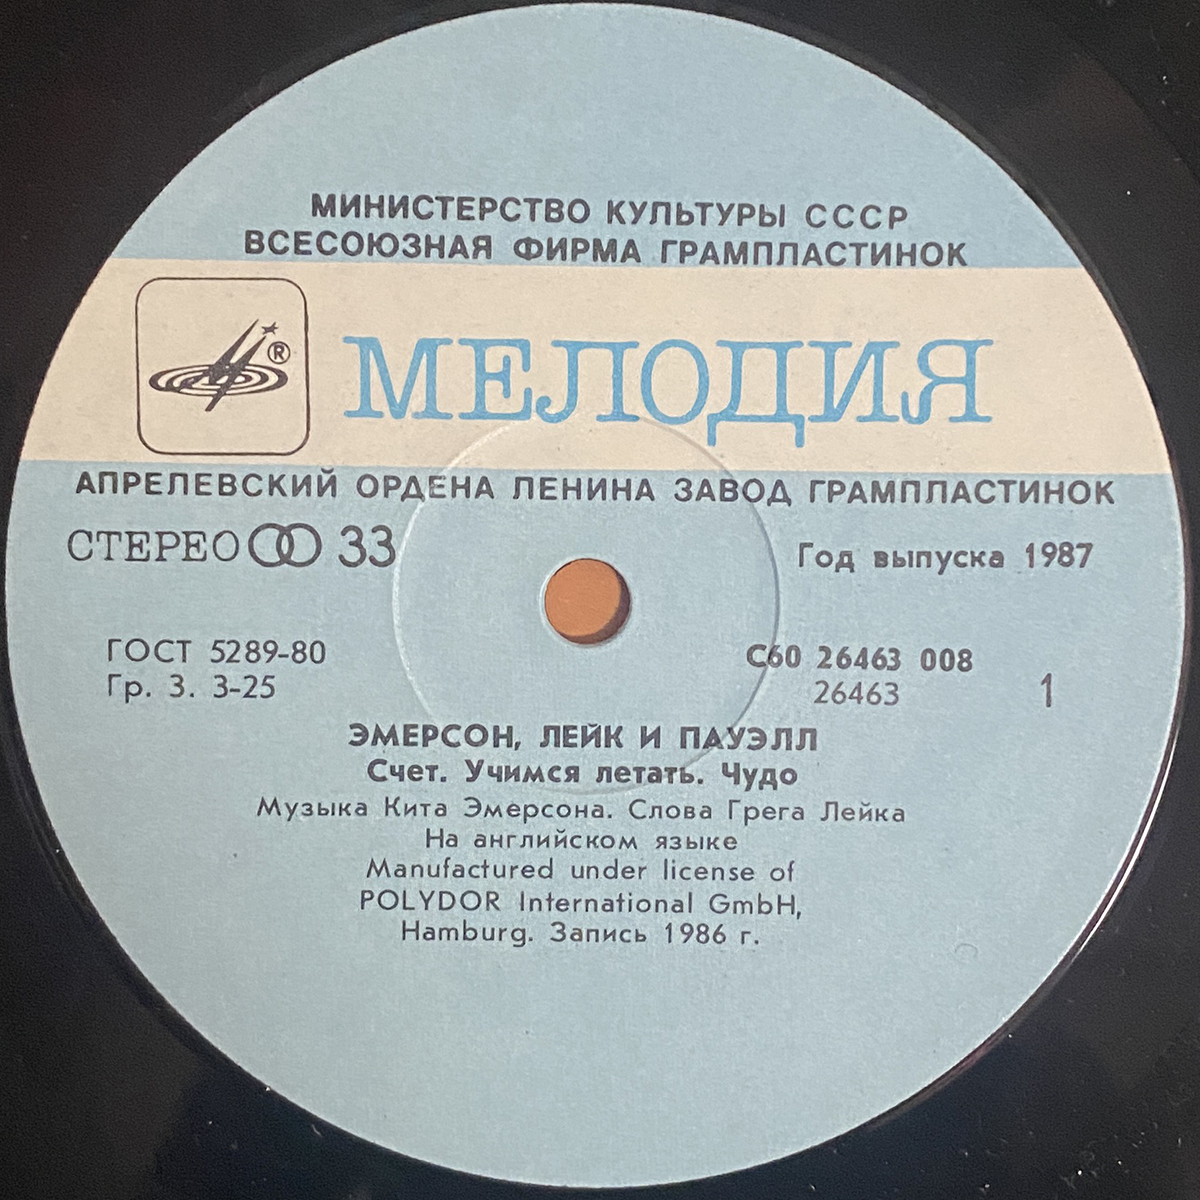 МИНИСТЕРСТВО КУЛЬТУРЫ СССР
ВСЕСОЮЗНАЯ ФИРМА ГРАМПЛАСТИНОК
®
МЕЛОДИЯ
АПРЕЛЕВСКИЙ ОРДЕНА ЛЕНИНА ЗАВОД ГРАМПЛАСТИНОК
СТЕРЕО 33
Год выпуска 1987
ГОСТ 5289-80
Гр. 3. 3-25
С60 26463 008
26463
1
ЭМЕРСОН, ЛЕЙК И ПАУЭЛЛ
Счет. Учимся летать. Чудо
Музыка Кита Эмерсона. Слова Грега Лейка
На английском языке
Manufactured under license of
POLYDOR International GmbH,
Hamburg. Запись 1986 г.